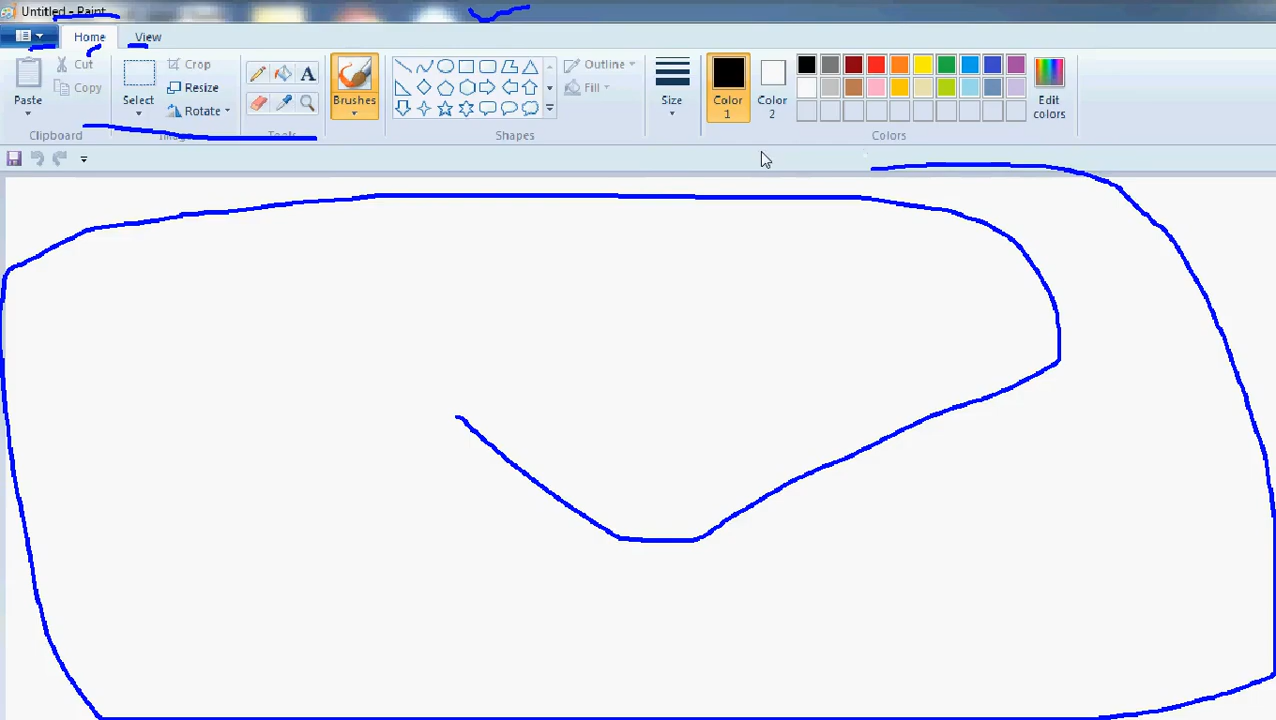 Untitled - Paint
Home View
Paste Cut Copy
Clipboard
Select Crop Resize Rotate
A
Tools
Brushes
Outline Fill
Shapes
Size
Color 1
Color 2
Edit colors
Colors